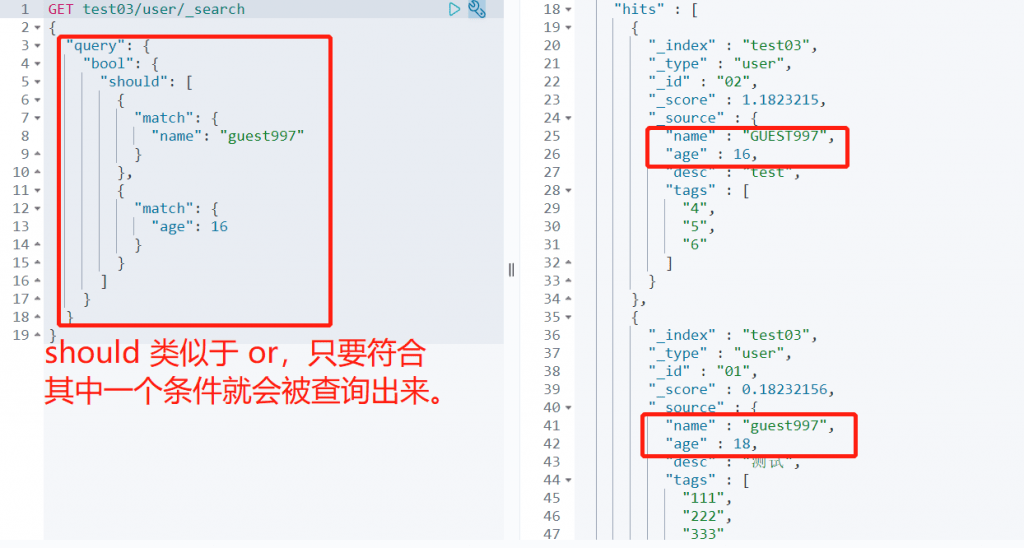 1 GET test03/user/_search
2 {
3 "query": {
4 "bool": {
5 "should": [
6 {
7 "match": {
8 "name": "guest997"
9 }
10 },
11 {
12 "match": {
13 "age": 16
14 }
15 }
16 ]
17 }
18 }
19 }
should 类似于 or，只要符合
其中一个条件就会被查询出来。
18 "hits" : [
19 {
20 "_index" : "test03",
21 "_type" : "user",
22 "_id" : "02",
23 "_score" : 1.1823215,
24 "_source" : {
25 "name" : "GUEST997",
26 "age" : 16,
27 "desc" : "test",
28 "tags" : [
29 "4",
30 "5",
31 "6"
32 ]
33 }
34 },
35 {
36 "_index" : "test03",
37 "_type" : "user",
38 "_id" : "01",
39 "_score" : 0.18232156,
40 "_source" : {
41 "name" : "guest997",
42 "age" : 18,
43 "desc" : "测试",
44 "tags" : [
45 "111",
46 "222",
47 "333"